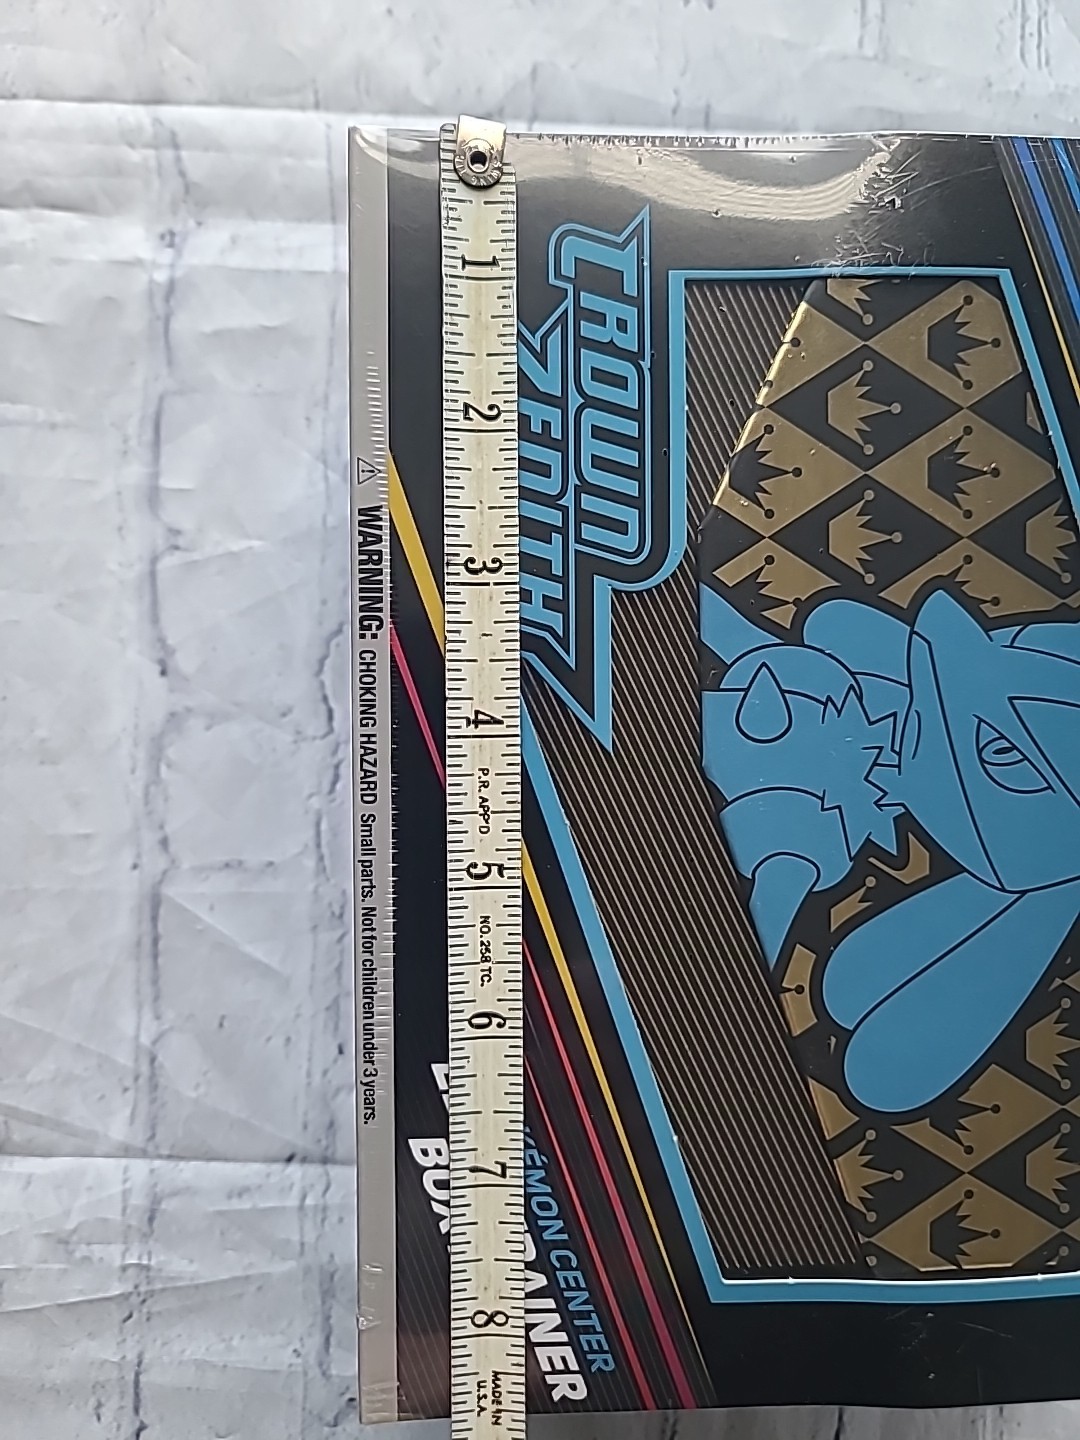 CROWN
ZENITH
⚠ WARNING: CHOKING HAZARD Small parts. Not for children under 3 years.
1
2
3
4
P.R. APP'D
5
NO. 258 TC.
6
7
8
MADE IN
U.S.A.
POKÉMON CENTER
BOX